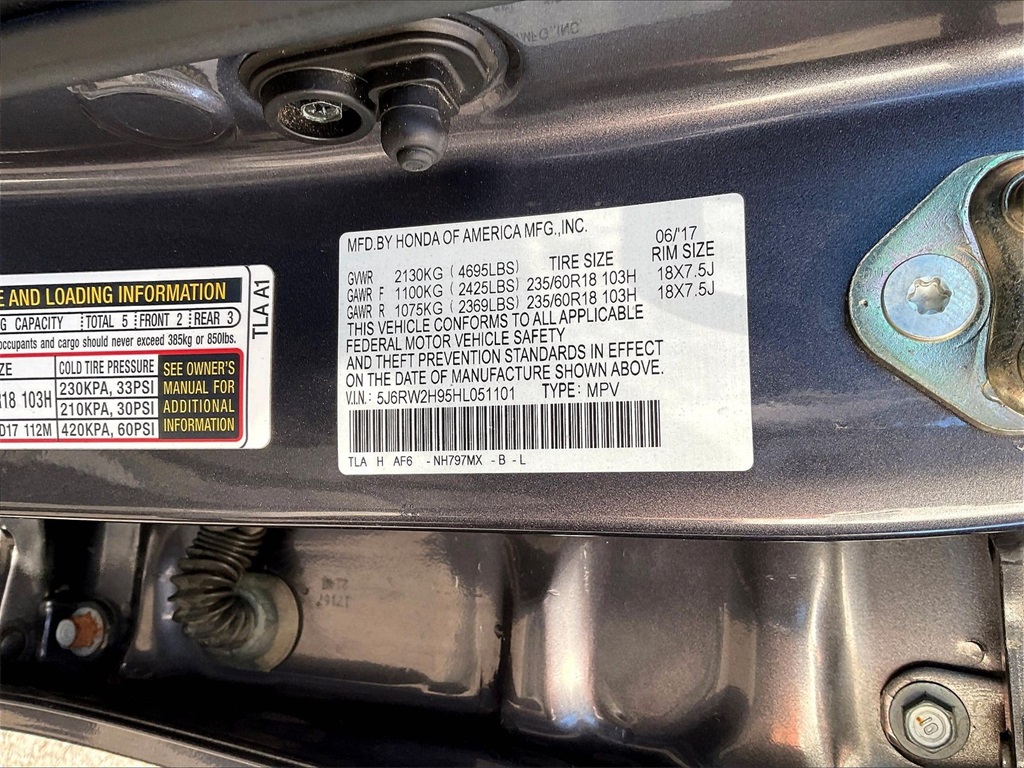 MFG.,INC
MFD.BY HONDA OF AMERICA MFG.,INC. 06/'17
GVWR 2130KG ( 4695LBS) TIRE SIZE RIM SIZE
GAWR F 1100KG ( 2425LBS) 235/60R18 103H 18X7.5J
GAWR R 1075KG ( 2369LBS) 235/60R18 103H 18X7.5J
THIS VEHICLE CONFORMS TO ALL APPLICABLE
FEDERAL MOTOR VEHICLE SAFETY
AND THEFT PREVENTION STANDARDS IN EFFECT
ON THE DATE OF MANUFACTURE SHOWN ABOVE.
V.I.N: 5J6RW2H95HL051101 TYPE: MPV
TLA H AF6 -NH797MX -B -L
E AND LOADING INFORMATION
CAPACITY TOTAL 5 FRONT 2 REAR 3
occupants and cargo should never exceed 385kg or 850lbs.
ZE COLD TIRE PRESSURE
R18 103H 230KPA, 33PSI
210KPA, 30PSI
D17 112M 420KPA, 60PSI
SEE OWNER'S
MANUAL FOR
ADDITIONAL
INFORMATION
TLA A1
10